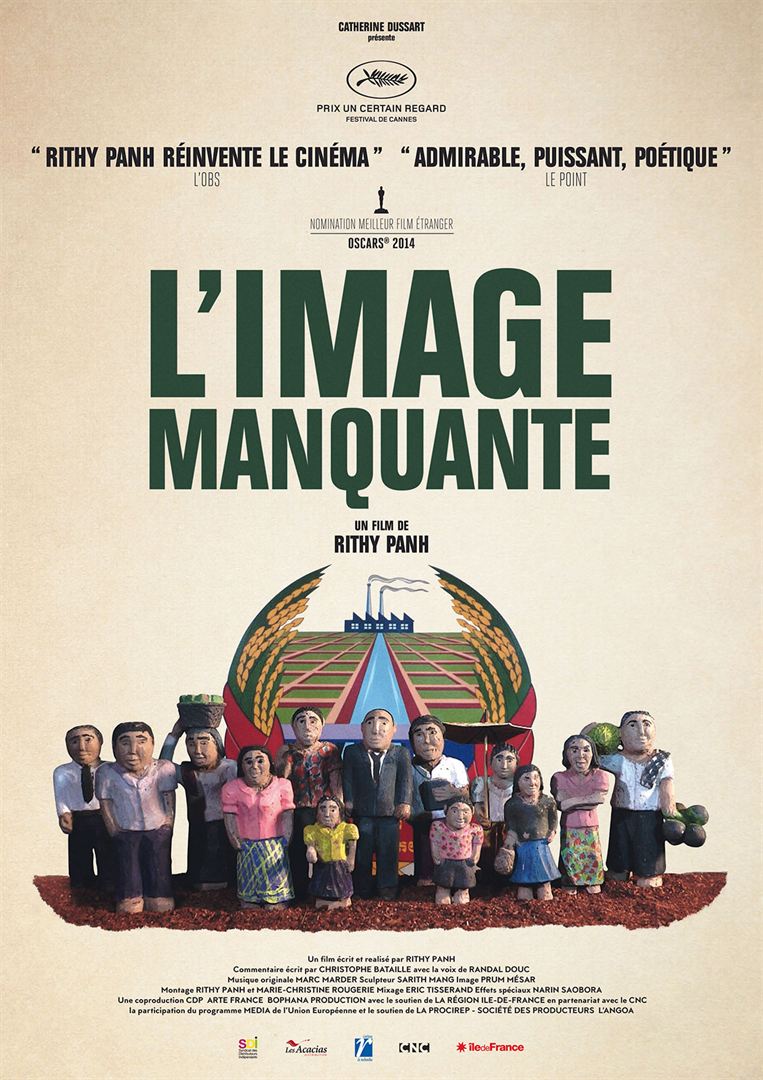 CATHERINE DUSSART
présente
PRIX UN CERTAIN REGARD
FESTIVAL DE CANNES
“ RITHY PANH RÉINVENTE LE CINÉMA ”
L'OBS
“ ADMIRABLE, PUISSANT, POÉTIQUE ”
LE POINT
NOMINATION MEILLEUR FILM ÉTRANGER
OSCARS® 2014
L'IMAGE
MANQUANTE
UN FILM DE
RITHY PANH
Un film écrit et realisé par RITHY PANH
Commentaire écrit par CHRISTOPHE BATAILLE avec la voix de RANDAL DOUC
Musique originale MARC MARDER Sculpteur SARITH MANG Image PRUM MÉSAR
Montage RITHY PANH et MARIE-CHRISTINE ROUGERIE Mixage ERIC TISSERAND Effets spéciaux NARIN SAOBORA
Une coproduction CDP ARTE FRANCE BOPHANA PRODUCTION avec le soutien de LA RÉGION ILE-DE-FRANCE en partenariat avec le CNC
la participation du programme MEDIA de l'Union Européenne et le soutien de LA PROCIREP - SOCIÉTÉ DES PRODUCTEURS L'ANGOA
SDI
Les Acacias
CNC
îledeFrance